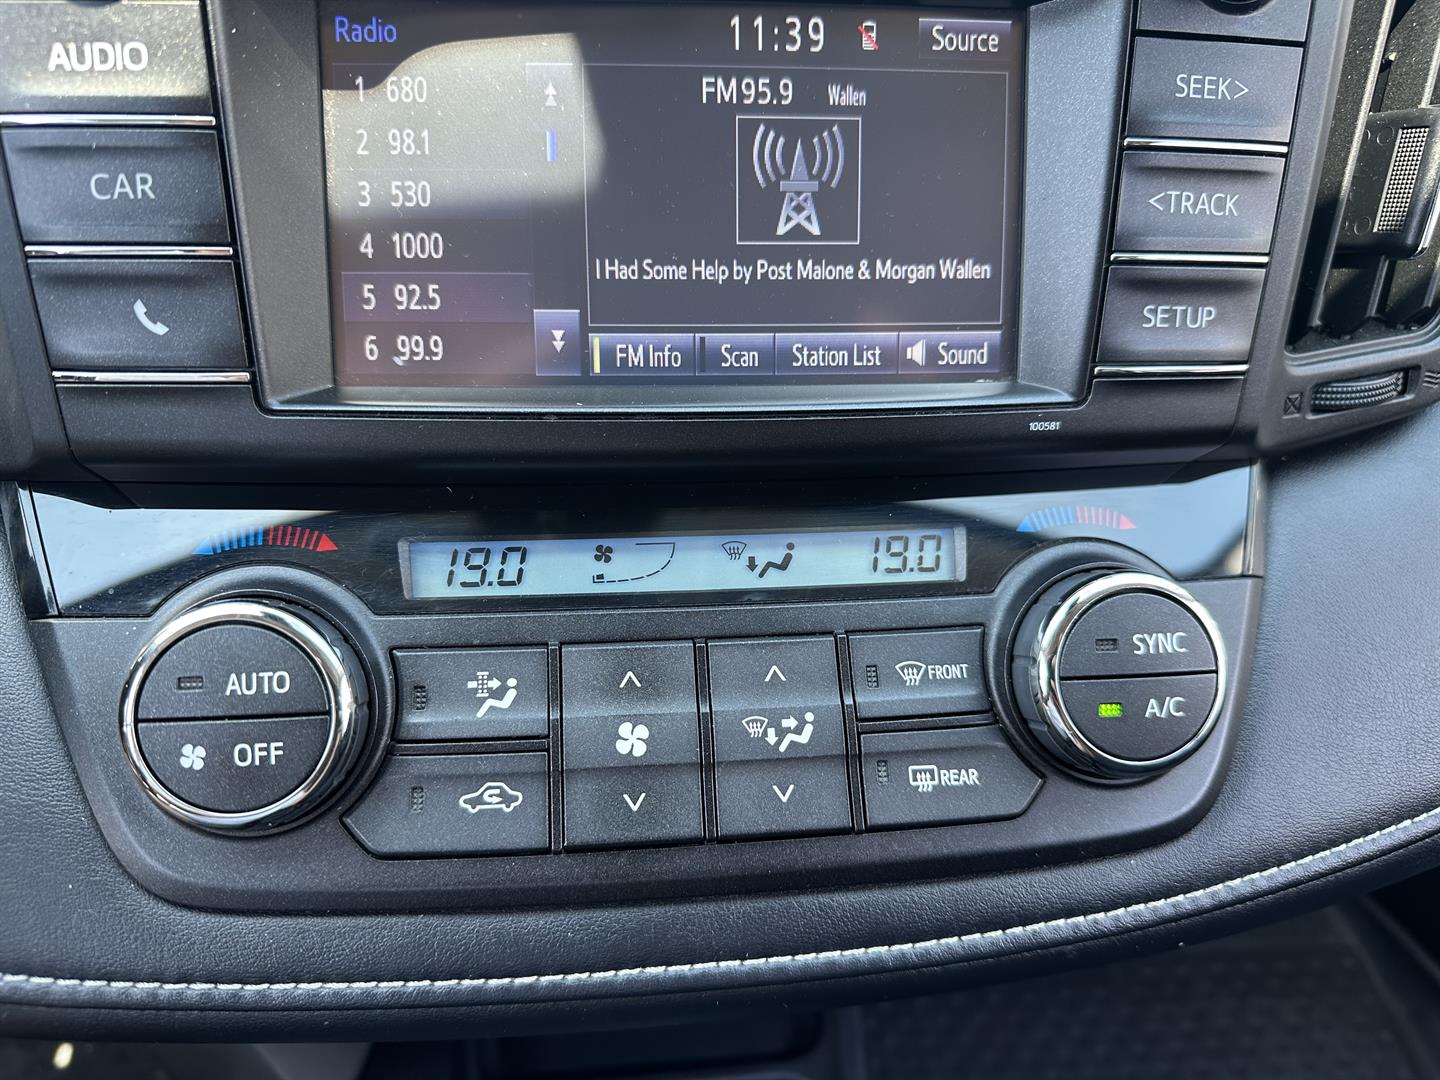 AUDIO
CAR
Radio
11:39
Source
1 680
2 98.1
3 530
4 1000
5 92.5
6 99.9
FM 95.9 Wallen
I Had Some Help by Post Malone & Morgan Wallen
FM Info
Scan
Station List
Sound
SEEK>
<TRACK
SETUP
100581
19.0
19.0
AUTO
OFF
FRONT
REAR
SYNC
A/C